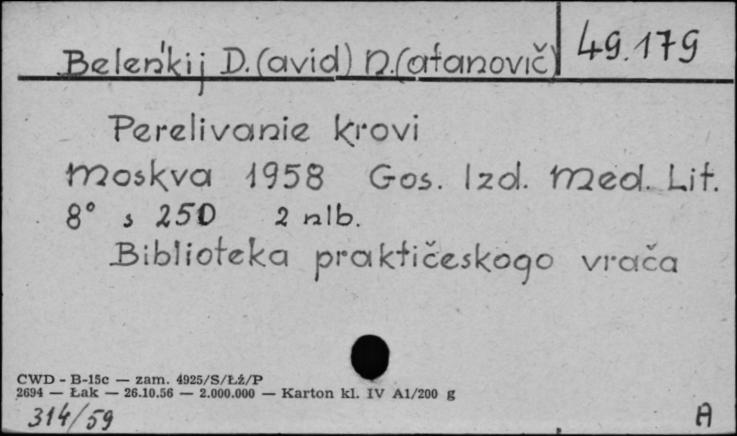 Belen'kij D.(avid) N.(atanovič)
49.179
Perelivanie krovi
Moskva 1958 Gos. Izd. Med. Lit.
8° s 250 2 nlb.
Biblioteka praktičeskogo vrača
CWD - B-15c — zam. 4925/S/Łź/P
2694 — Łak — 26.10.56 — 2.000.000 — Karton kl. IV A1/200 g
314/59
A